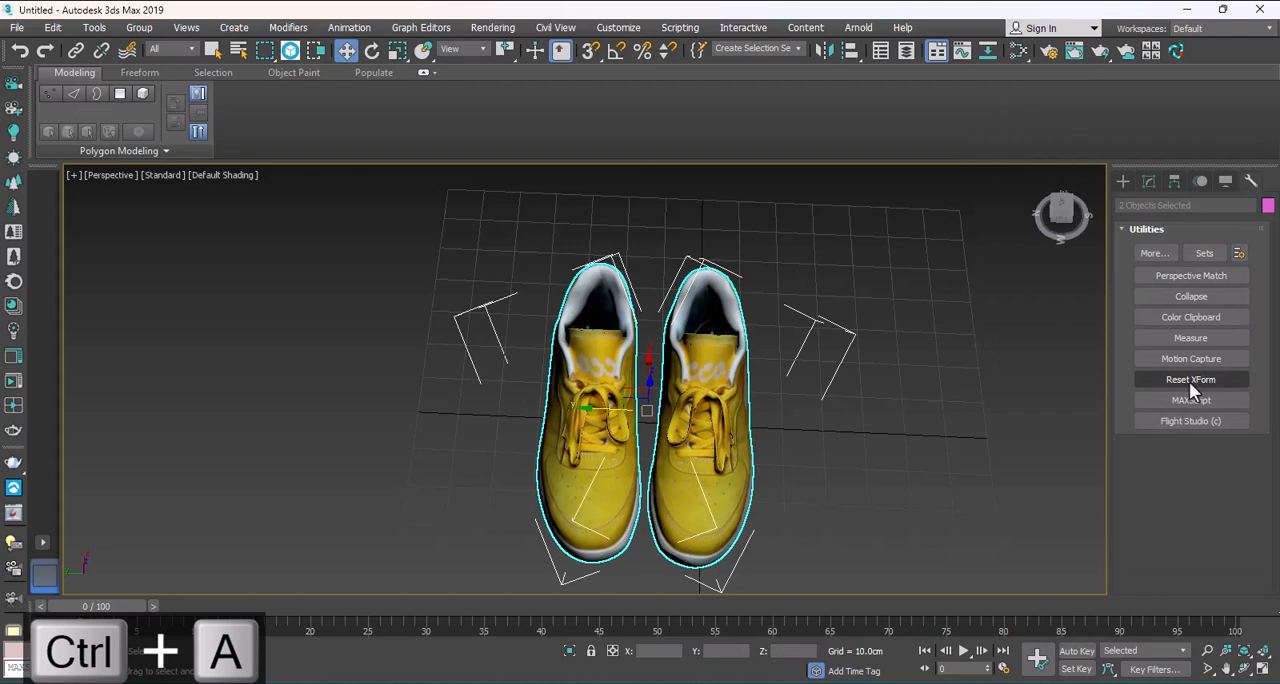 Untitled - Autodesk 3ds Max 2019
File Edit Tools Group Views Create Modifiers Animation Graph Editors Rendering Civil View Customize Scripting Interactive Content Arnold Help
Sign In Workspaces: Default
All View Create Selection Se
Modeling Freeform Selection Object Paint Populate
Polygon Modeling
[+] [Perspective] [Standard] [Default Shading]
2 Objects Selected
Utilities
More... Sets
Perspective Match
Collapse
Color Clipboard
Measure
Motion Capture
Reset XForm
MAXScript
Flight Studio (c)
0 / 100
20 25 30 35 40 45 50 55 60 65 70 75 80 85 90 95 100
Ctrl + A
X: Y: Z: Grid = 10.0cm
Auto Key Selected
drag to select and
Add Time Tag
0
Set Key Key Filters...